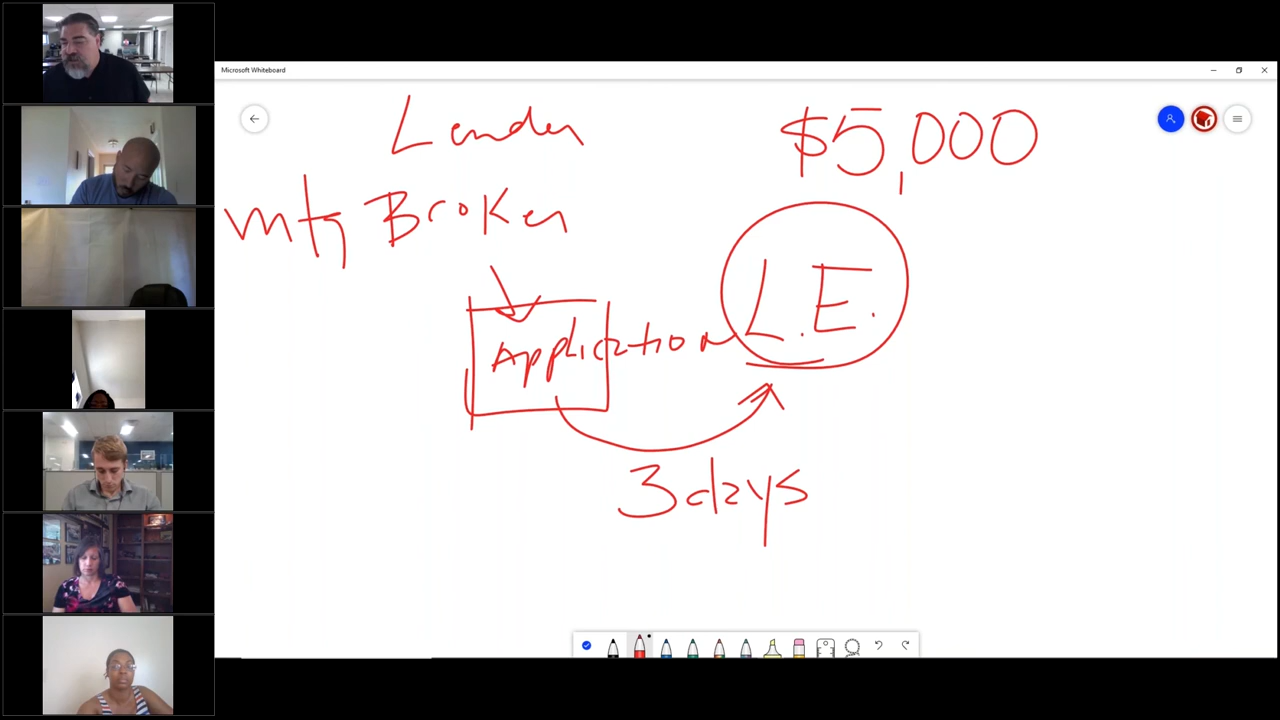 Microsoft Whiteboard
Lender
$5,000
mtg Broker
L.E.
Application
3 days